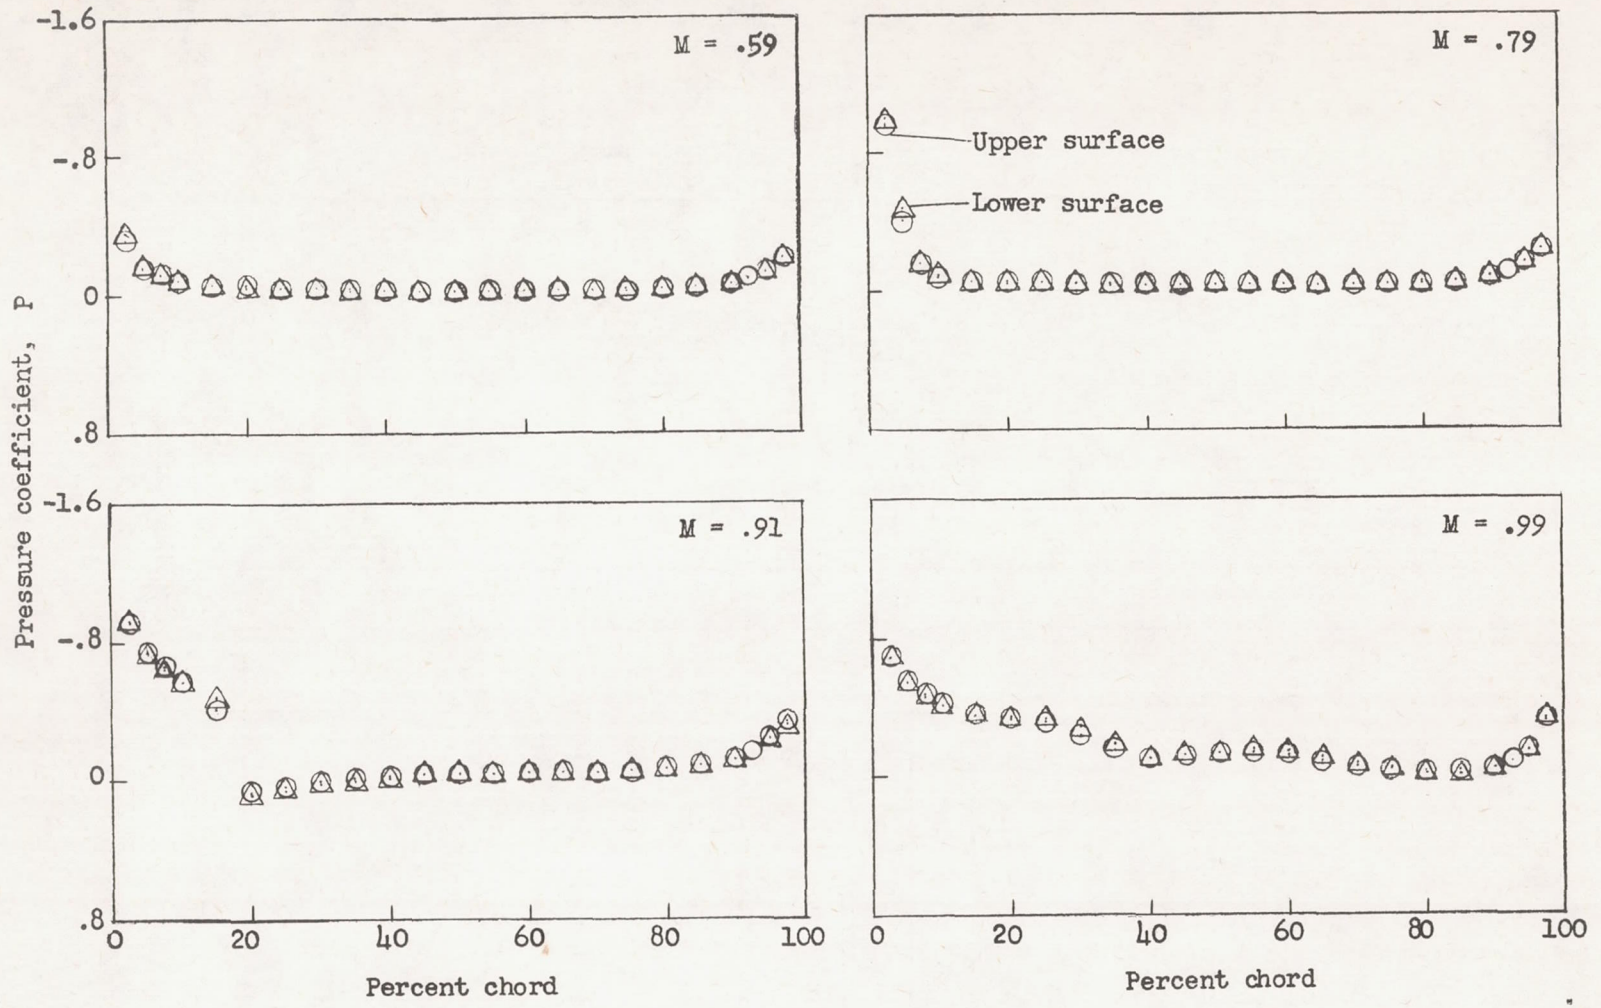 -1.6
M = .59
M = .79
-.8
Upper surface
Lower surface
0
.8
Pressure coefficient, P
-1.6
M = .91
M = .99
-.8
0
.8
0 20 40 60 80 100
0 20 40 60 80 100
Percent chord
Percent chord